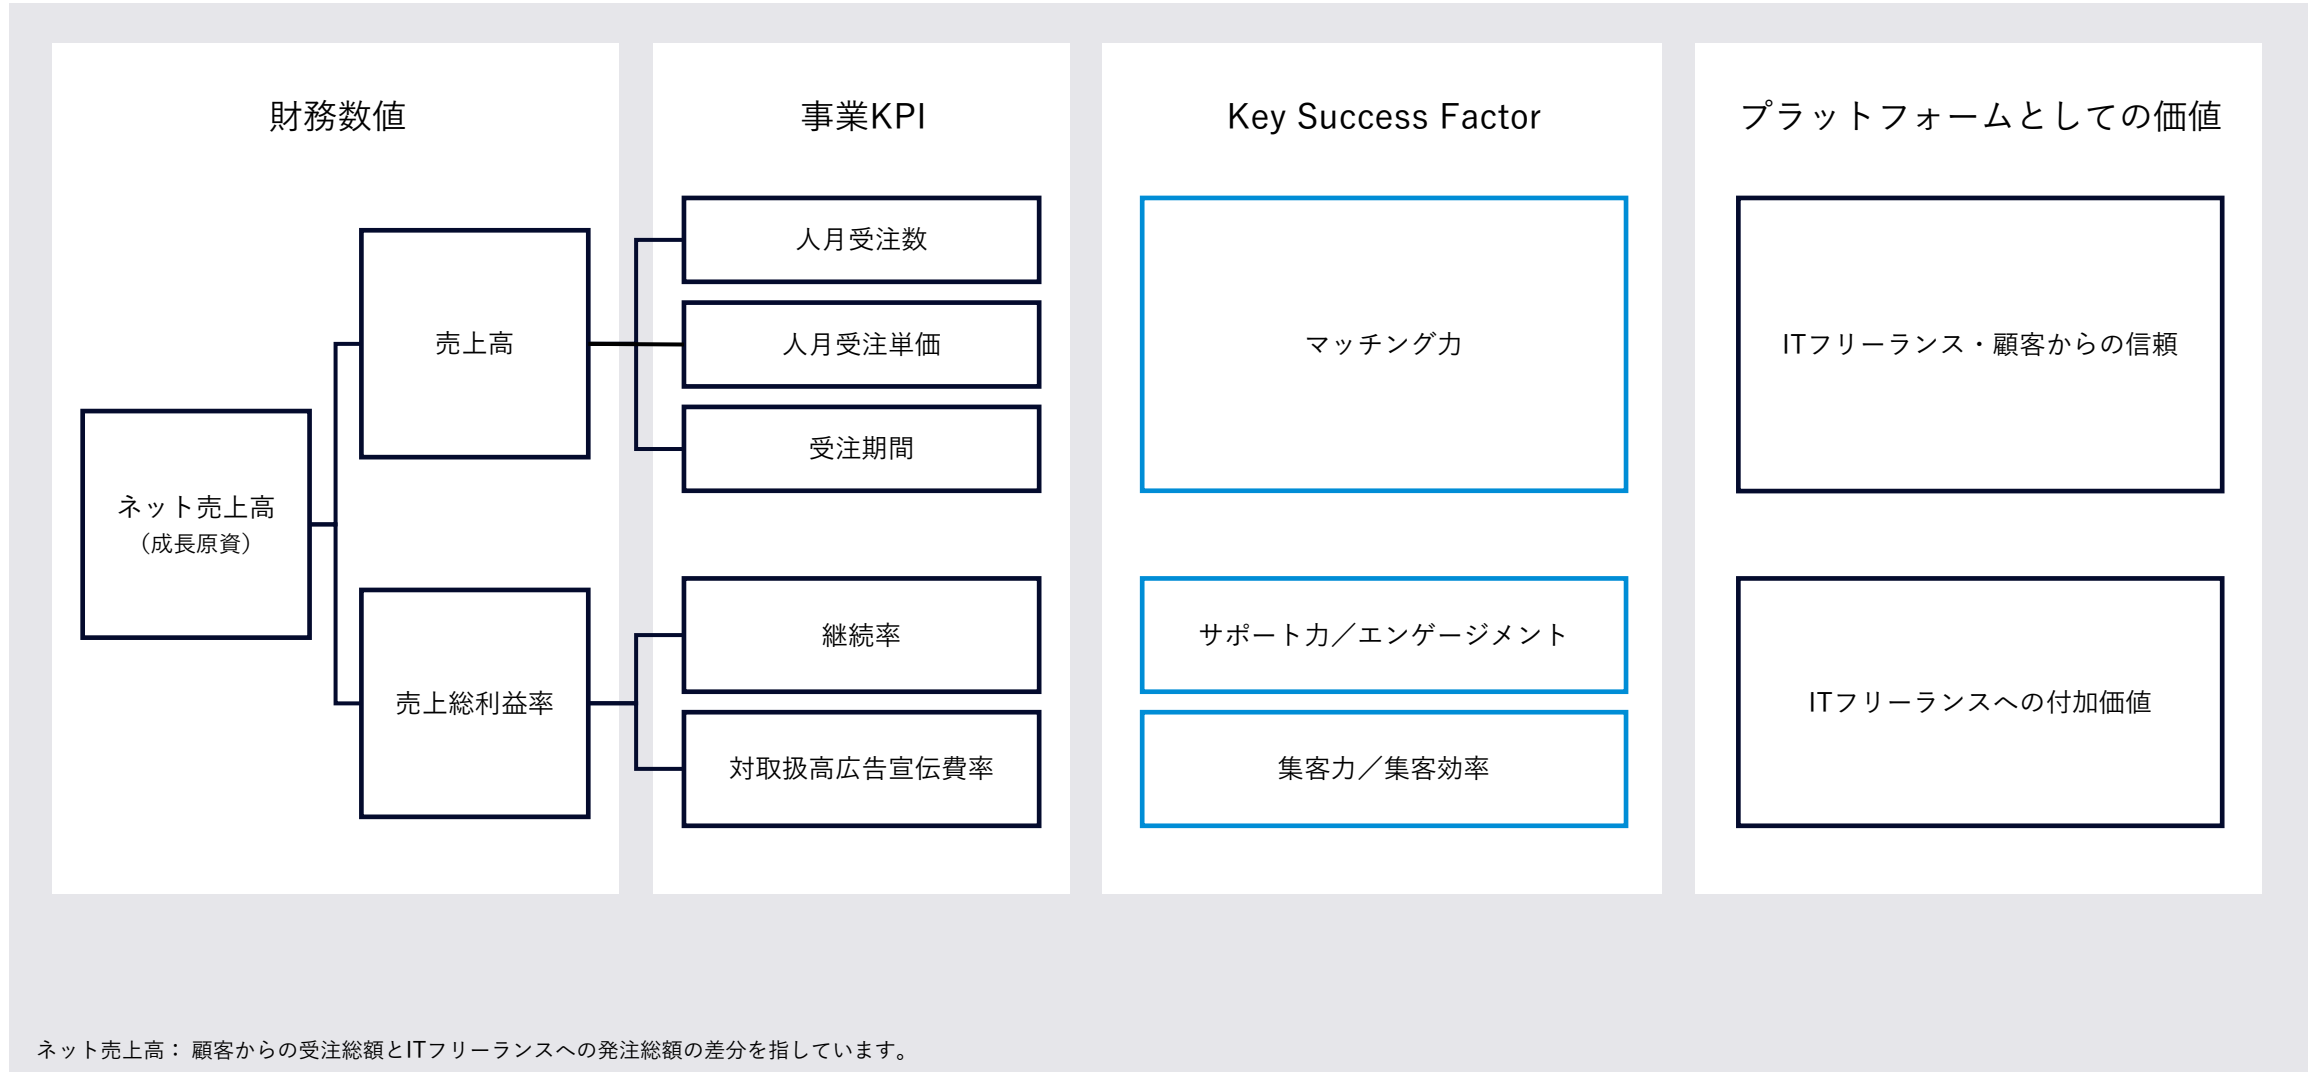 財務数値
事業KPI
Key Success Factor
プラットフォームとしての価値
ネット売上高
（成長原資）
売上高
売上総利益率
人月受注数
人月受注単価
受注期間
継続率
対取扱高広告宣伝費率
マッチング力
サポート力／エンゲージメント
集客力／集客効率
ITフリーランス・顧客からの信頼
ITフリーランスへの付加価値
ネット売上高： 顧客からの受注総額とITフリーランスへの発注総額の差分を指しています。